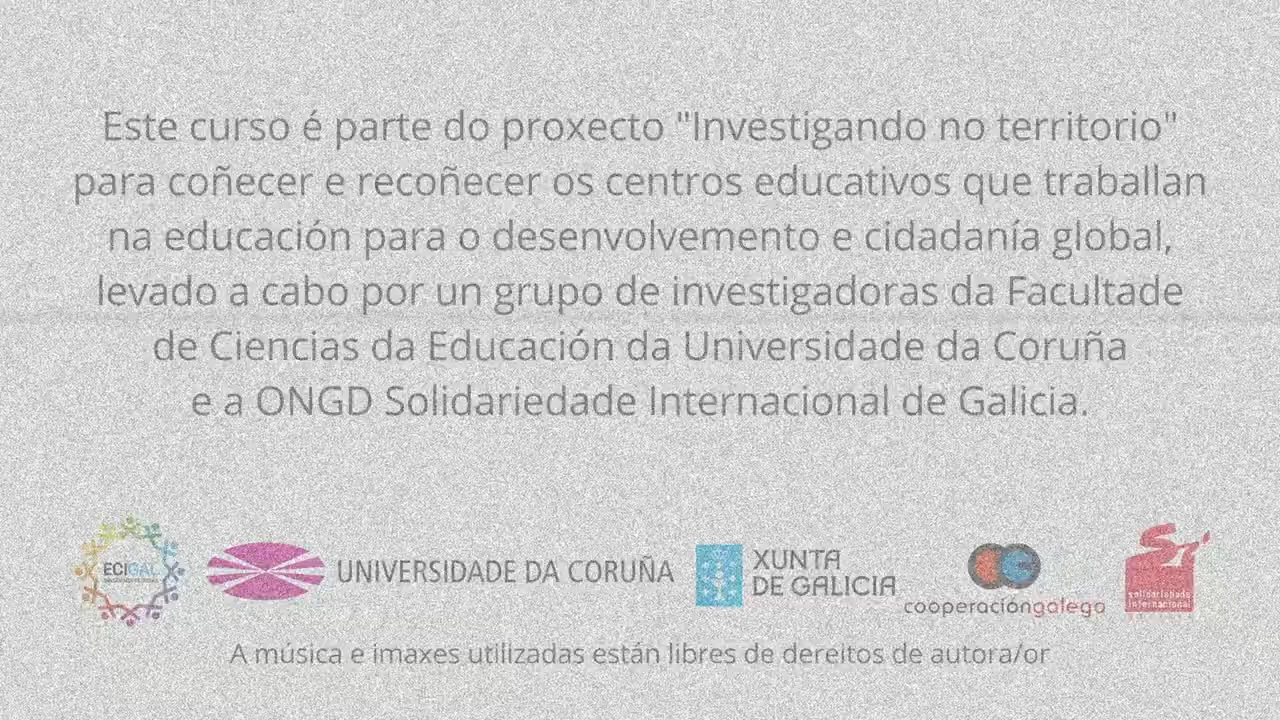 Este curso é parte do proxecto "Investigando no territorio"
para coñecer e recoñecer os centros educativos que traballan
na educación para o desenvolvemento e cidadanía global,
levado a cabo por un grupo de investigadoras da Facultade
de Ciencias da Educación da Universidade da Coruña
e a ONGD Solidariedade Internacional de Galicia.
ECIGAL
UNIVERSIDADE DA CORUÑA
XUNTA
DE GALICIA
cooperacióngalega
solidariedade
internacional
A música e imaxes utilizadas están libres de dereitos de autora/or